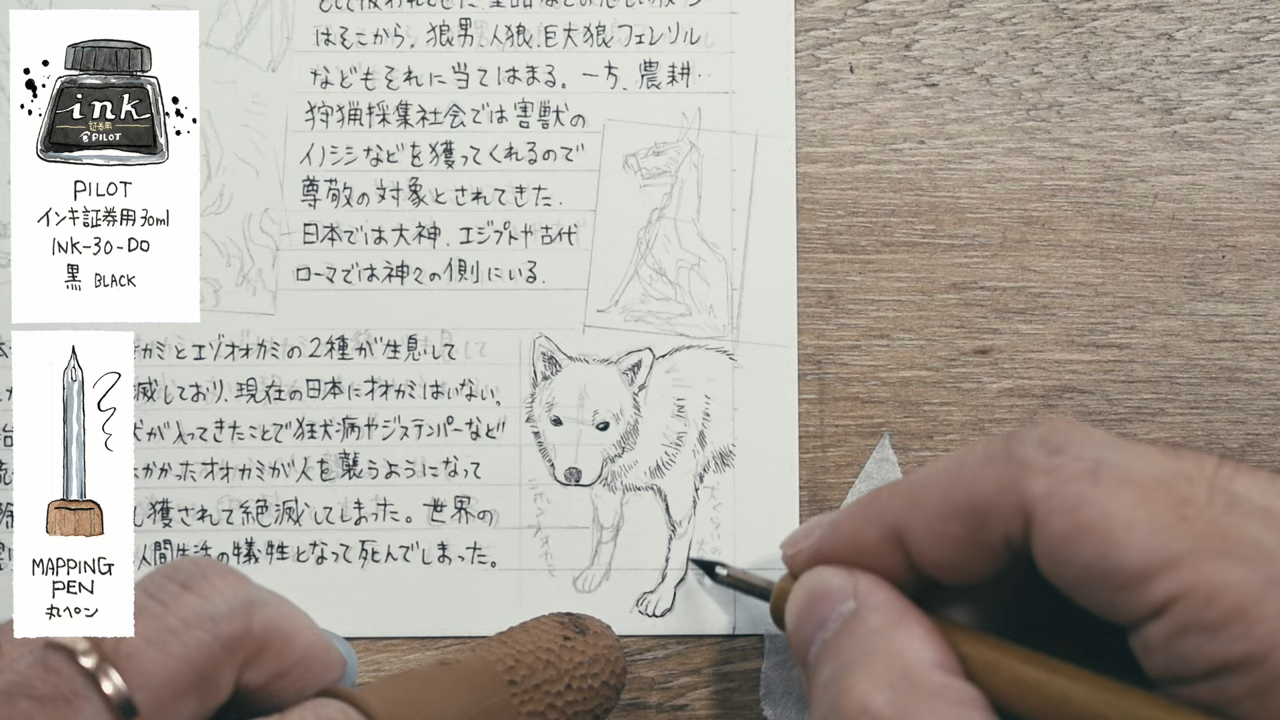 ink
証券用
PILOT
PILOT
インキ証券用30ml
INK-30-DO
黒 BLACK
MAPPING
PEN
丸ペン
はそこから。狼男、人狼、巨大狼フェンリル
などもそれに当てはまる。一方、農耕
狩猟採集社会では害獣の
イノシシなどを獲ってくれるので
尊敬の対象とされてきた。
日本では大神、エジプトや古代
ローマでは神々の側にいる。
オオカミとエゾオオカミの2種が生息して
滅しており、現在の日本にオオカミはいない。
犬が入ってきたことで狂犬病やジステンパーなど
かかったオオカミが人を襲うようになって
獲されて絶滅してしまった。世界の
人間生活の犠牲となって死んでしまった。